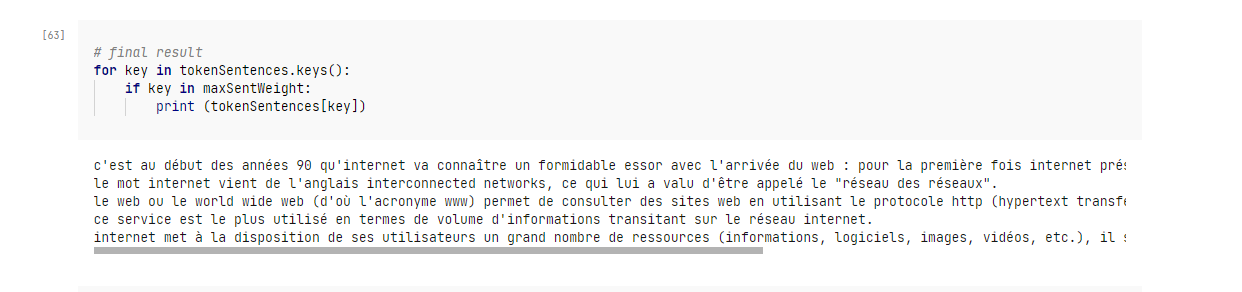 [63]
# final result
for key in tokenSentences.keys():
    if key in maxSentWeight:
        print (tokenSentences[key])
c'est au début des années 90 qu'internet va connaître un formidable essor avec l'arrivée du web : pour la première fois internet
le mot internet vient de l'anglais interconnected networks, ce qui lui a valu d'être appelé le "réseau des réseaux".
le web ou le world wide web (d'où l'acronyme www) permet de consulter des sites web en utilisant le protocole http (hypertext
ce service est le plus utilisé en termes de volume d'informations transitant sur le réseau internet.
internet met à la disposition de ses utilisateurs un grand nombre de ressources (informations, logiciels, images, vidéos, etc.), il